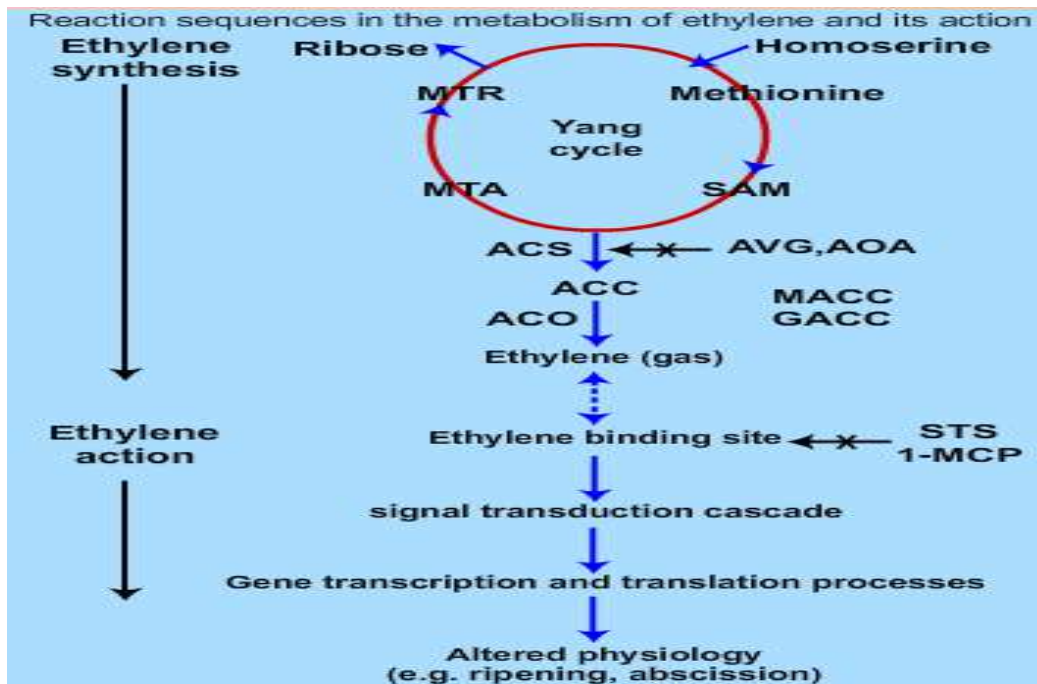 Reaction sequences in the metabolism of ethylene and its action
Ethylene
synthesis
Ribose
Homoserine
MTR
Methionine
Yang
cycle
MTA
SAM
ACS
AVG,AOA
ACC
MACC
GACC
ACO
Ethylene (gas)
Ethylene
action
Ethylene binding site
STS
1-MCP
signal transduction cascade
Gene transcription and translation processes
Altered physiology
(e.g. ripening, abscission)